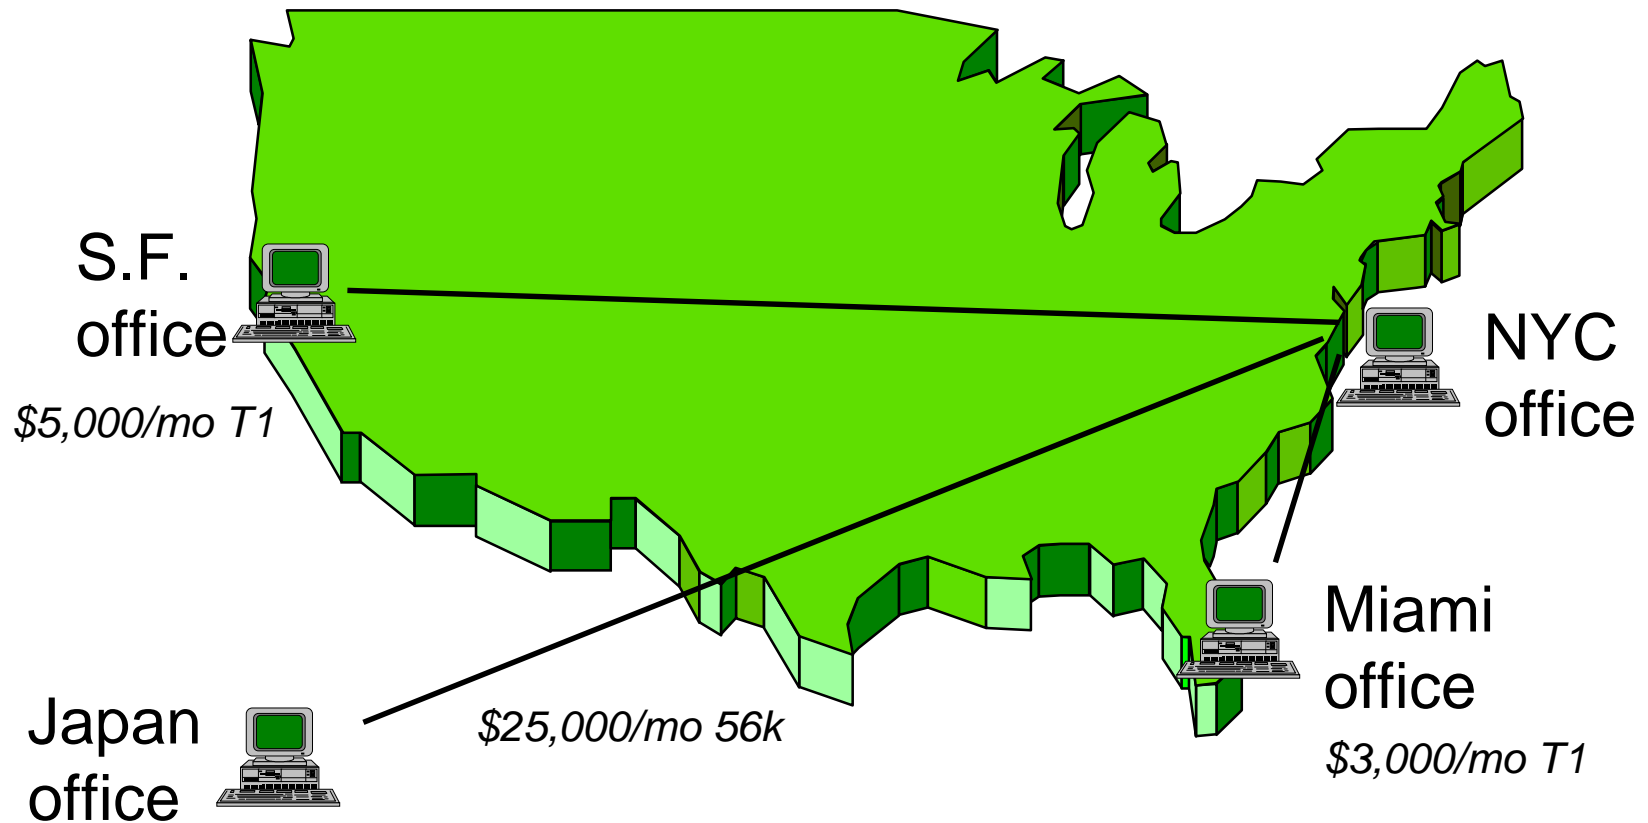 S.F.
office
$5,000/mo T1
NYC
office
Miami
office
$3,000/mo T1
Japan
office
$25,000/mo 56k